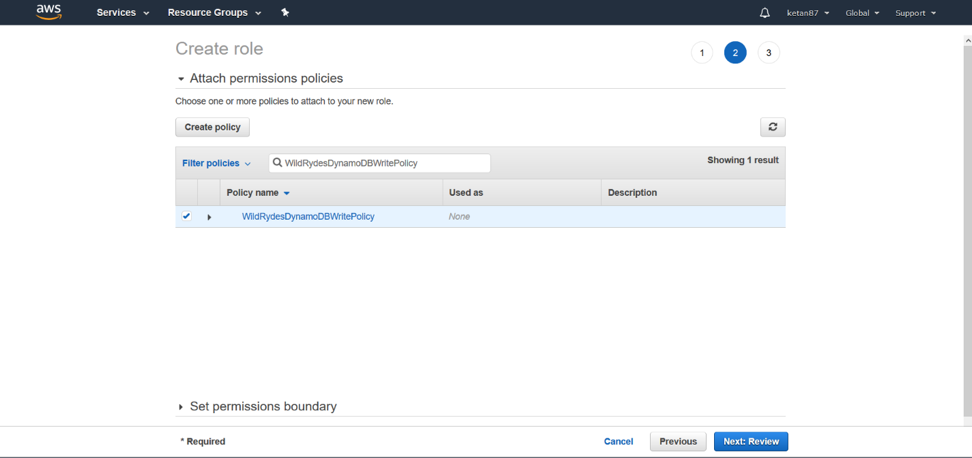 aws Services Resource Groups ketan87 Global Support
Create role 1 2 3
Attach permissions policies
Choose one or more policies to attach to your new role.
Create policy
Filter policies WildRydesDynamoDBWritePolicy Showing 1 result
Policy name Used as Description
WildRydesDynamoDBWritePolicy None
Set permissions boundary
* Required Cancel Previous Next: Review